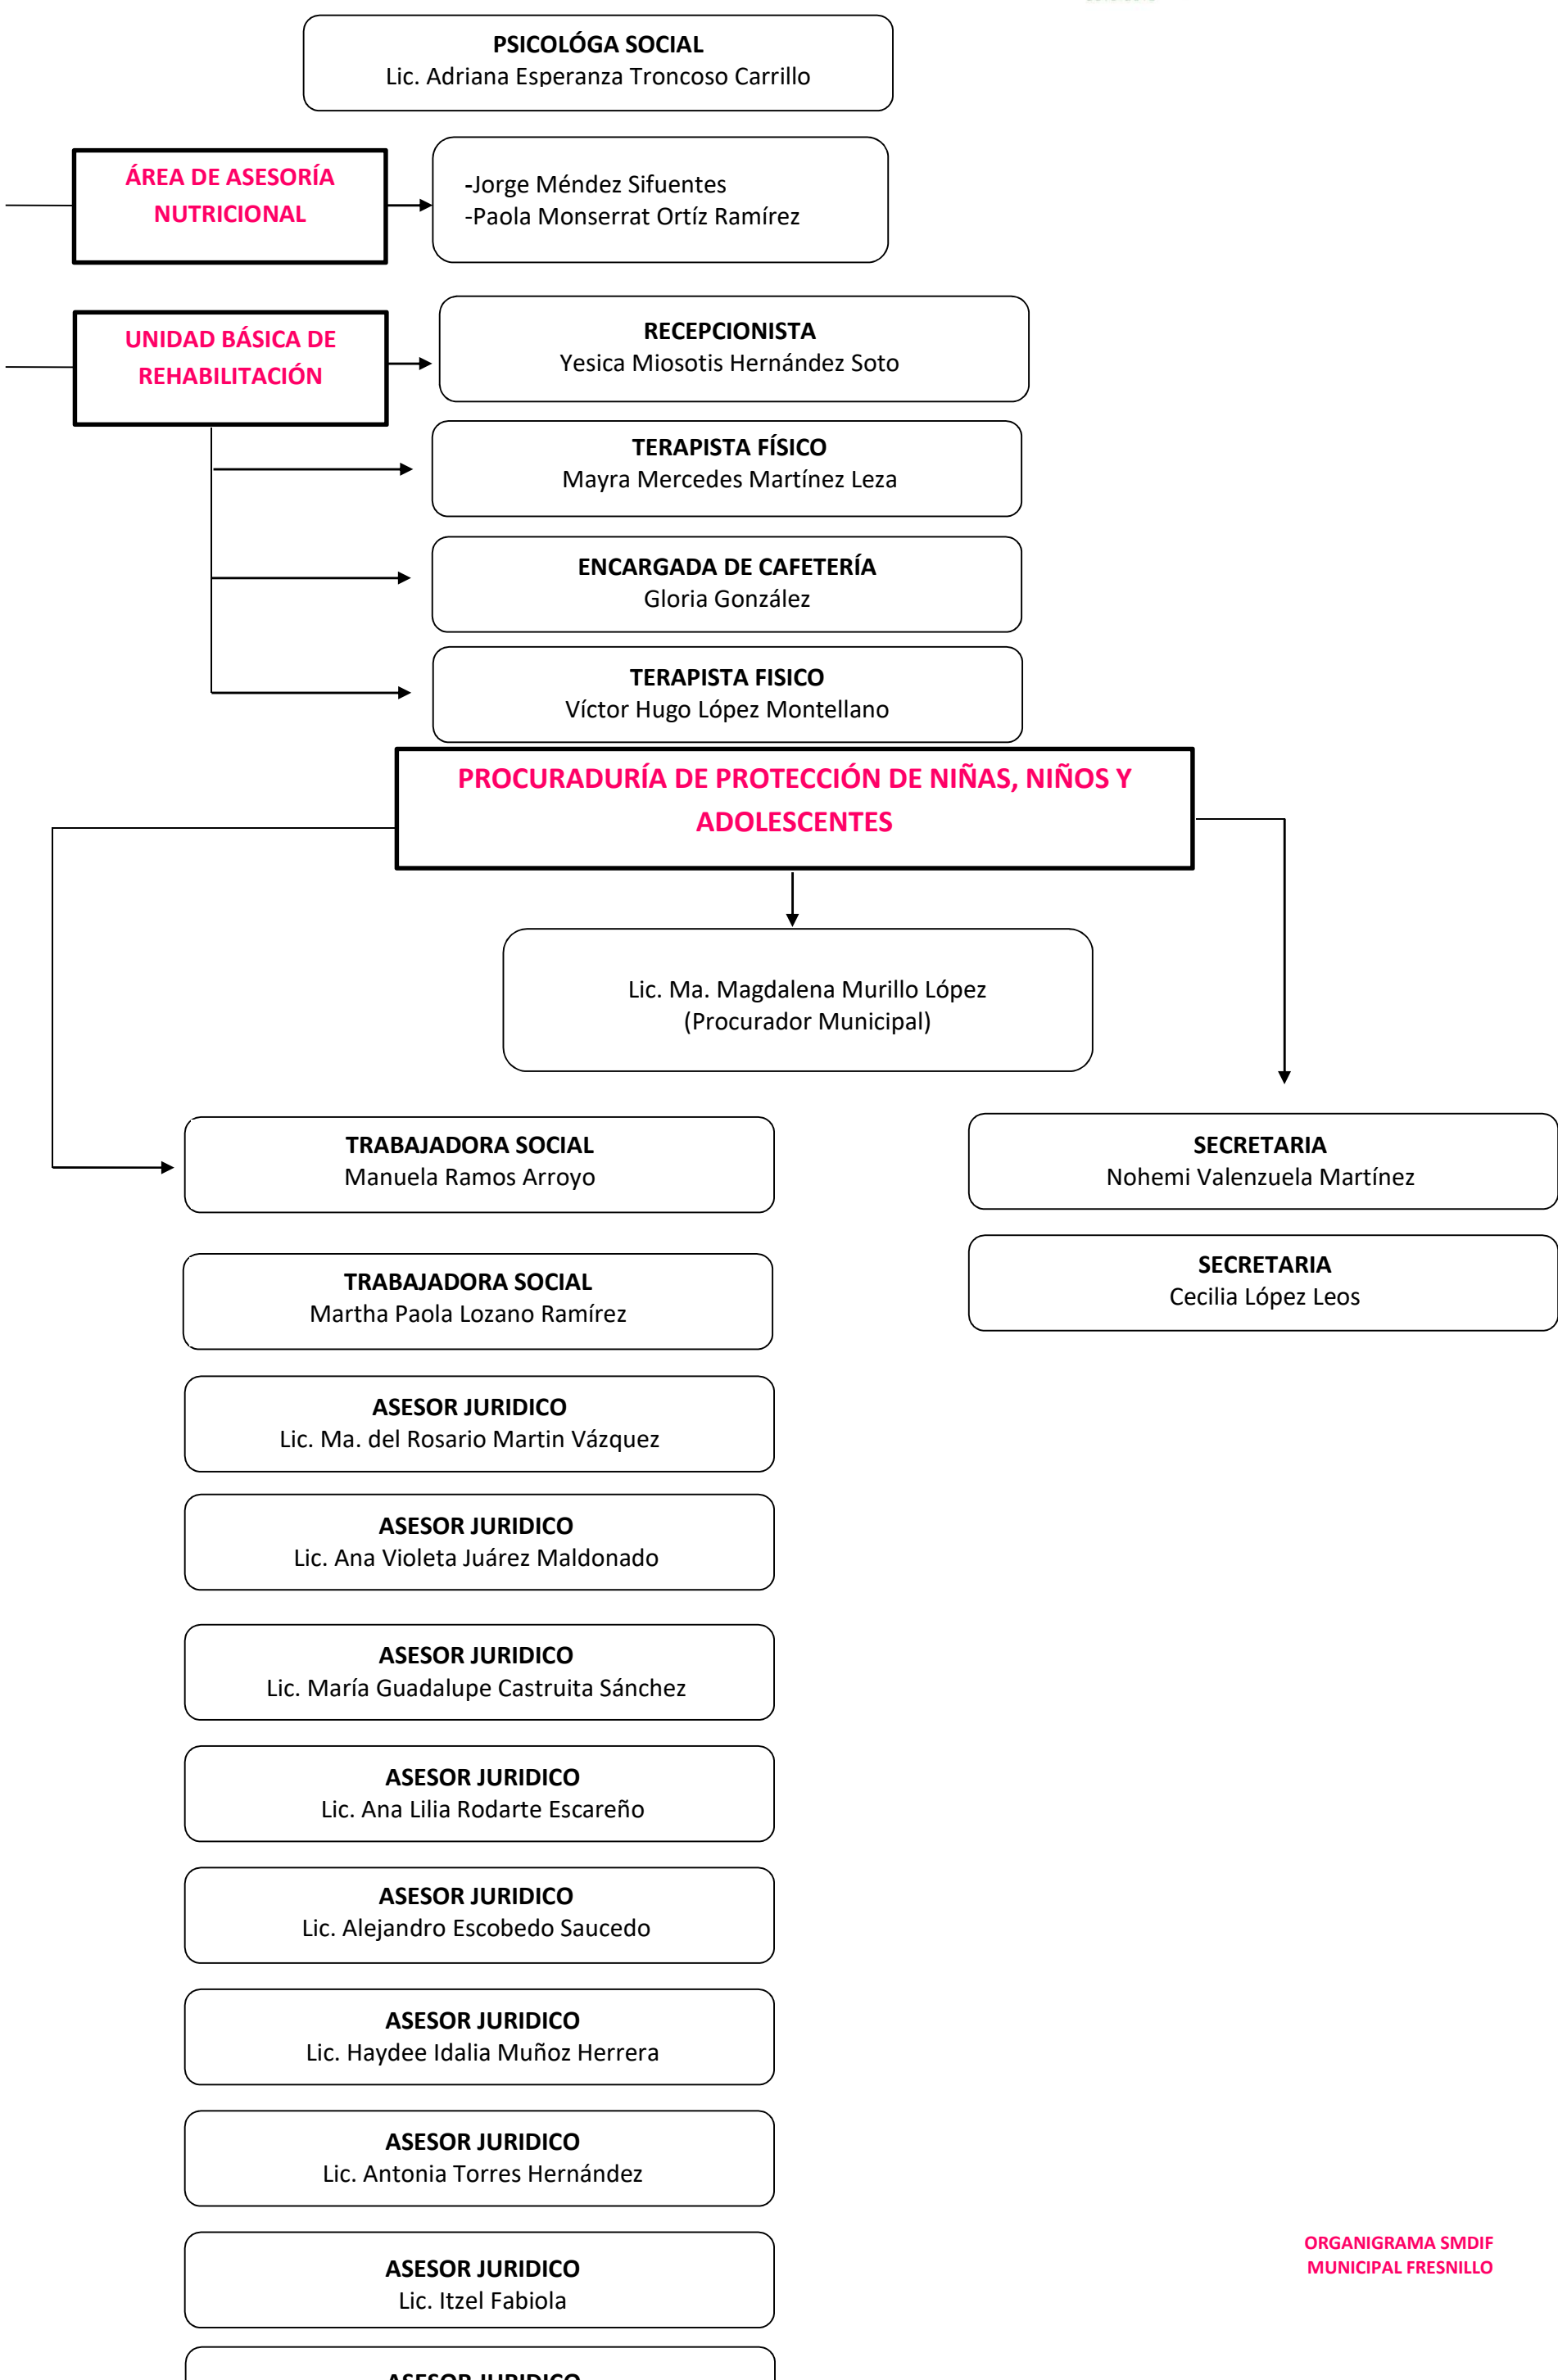 PSICOLÓGA SOCIAL
Lic. Adriana Esperanza Troncoso Carrillo
ÁREA DE ASESORÍA
NUTRICIONAL
-Jorge Méndez Sifuentes
-Paola Monserrat Ortíz Ramírez
UNIDAD BÁSICA DE
REHABILITACIÓN
RECEPCIONISTA
Yesica Miosotis Hernández Soto
TERAPISTA FÍSICO
Mayra Mercedes Martínez Leza
ENCARGADA DE CAFETERÍA
Gloria González
TERAPISTA FISICO
Víctor Hugo López Montellano
PROCURADURÍA DE PROTECCIÓN DE NIÑAS, NIÑOS Y
ADOLESCENTES
Lic. Ma. Magdalena Murillo López
(Procurador Municipal)
TRABAJADORA SOCIAL
Manuela Ramos Arroyo
SECRETARIA
Nohemi Valenzuela Martínez
TRABAJADORA SOCIAL
Martha Paola Lozano Ramírez
SECRETARIA
Cecilia López Leos
ASESOR JURIDICO
Lic. Ma. del Rosario Martin Vázquez
ASESOR JURIDICO
Lic. Ana Violeta Juárez Maldonado
ASESOR JURIDICO
Lic. María Guadalupe Castruita Sánchez
ASESOR JURIDICO
Lic. Ana Lilia Rodarte Escareño
ASESOR JURIDICO
Lic. Alejandro Escobedo Saucedo
ASESOR JURIDICO
Lic. Haydee Idalia Muñoz Herrera
ASESOR JURIDICO
Lic. Antonia Torres Hernández
ASESOR JURIDICO
Lic. Itzel Fabiola
ORGANIGRAMA SMDIF
MUNICIPAL FRESNILLO
ASESOR JURIDICO